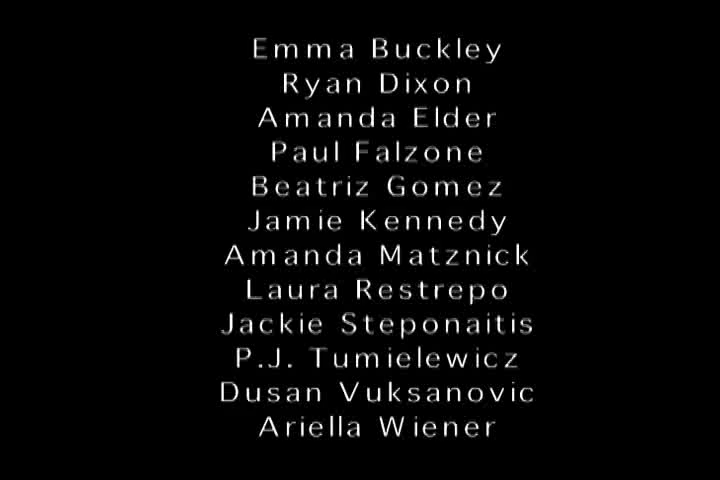 Emma Buckley
Ryan Dixon
Amanda Elder
Paul Falzone
Beatriz Gomez
Jamie Kennedy
Amanda Matznick
Laura Restrepo
Jackie Steponaitis
P.J. Tumielewicz
Dusan Vuksanovic
Ariella Wiener